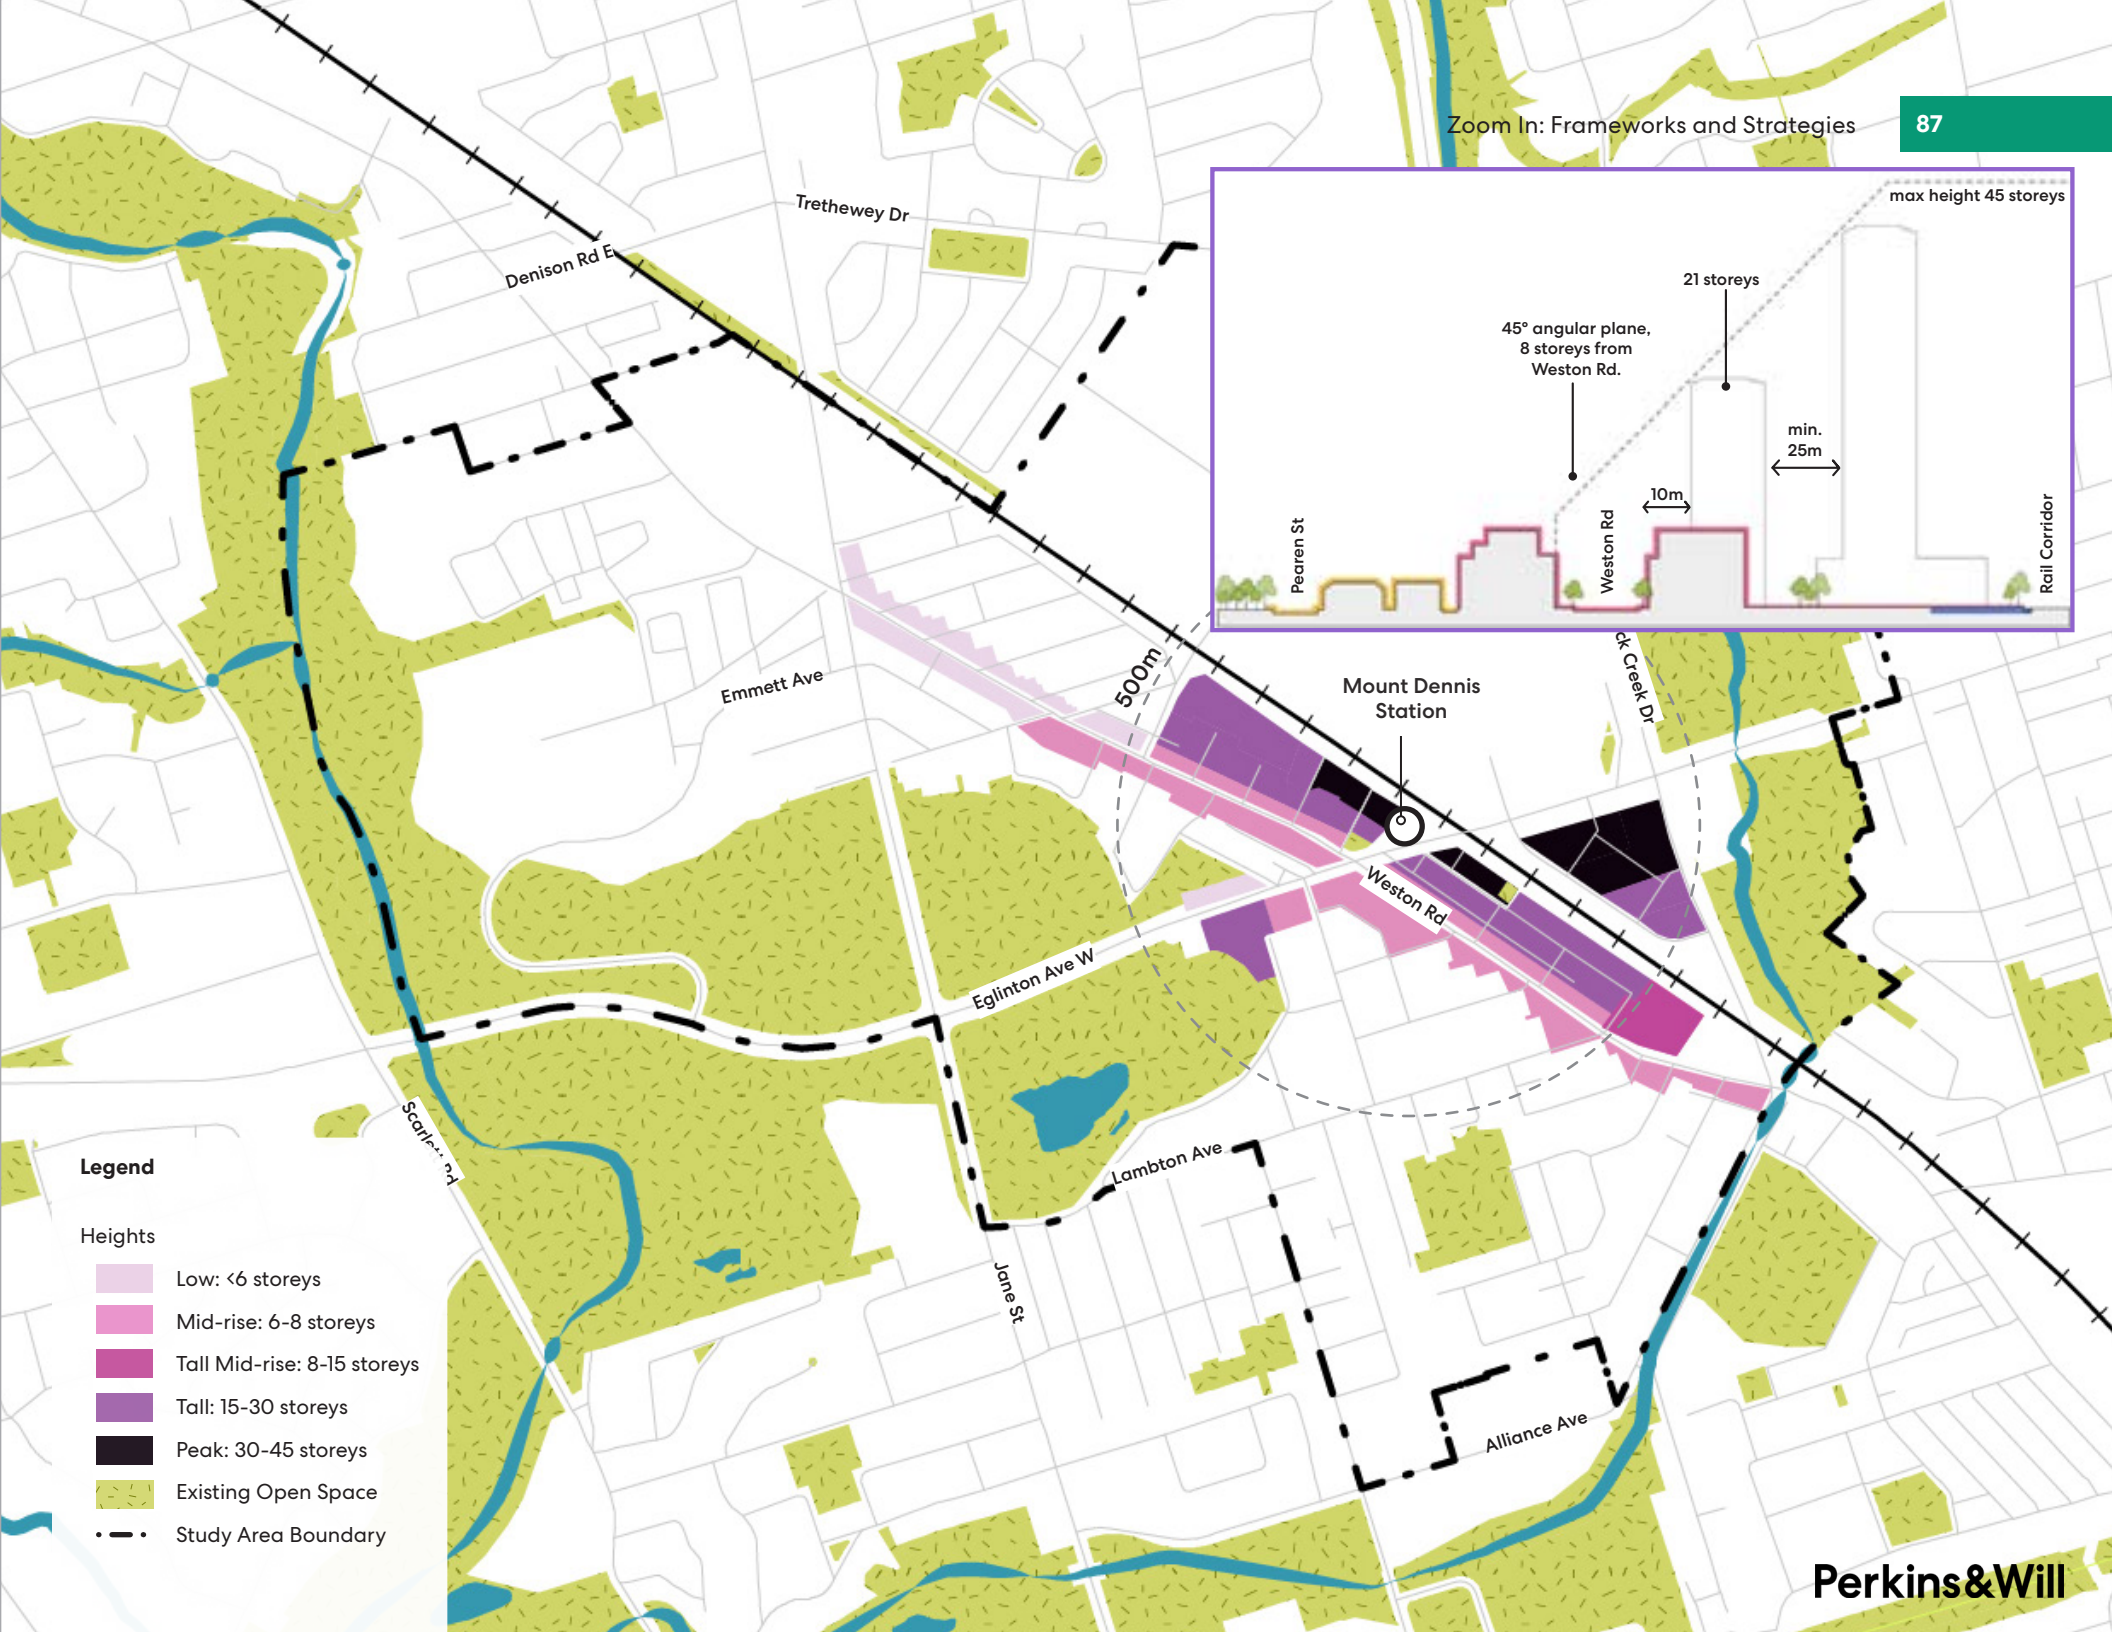 Zoom In: Frameworks and Strategies
87
max height 45 storeys
21 storeys
45° angular plane,
8 storeys from
Weston Rd.
min.
25m
10m
Pearen St
Weston Rd
Rail Corridor
Trethewey Dr
Denison Rd E
Emmett Ave
500m
Mount Dennis
Station
ck Creek Dr
Weston Rd
Eglinton Ave W
Lambton Ave
Jane St
Alliance Ave
Legend
Heights
Low: <6 storeys
Mid-rise: 6-8 storeys
Tall Mid-rise: 8-15 storeys
Tall: 15-30 storeys
Peak: 30-45 storeys
Existing Open Space
Study Area Boundary
Perkins&Will